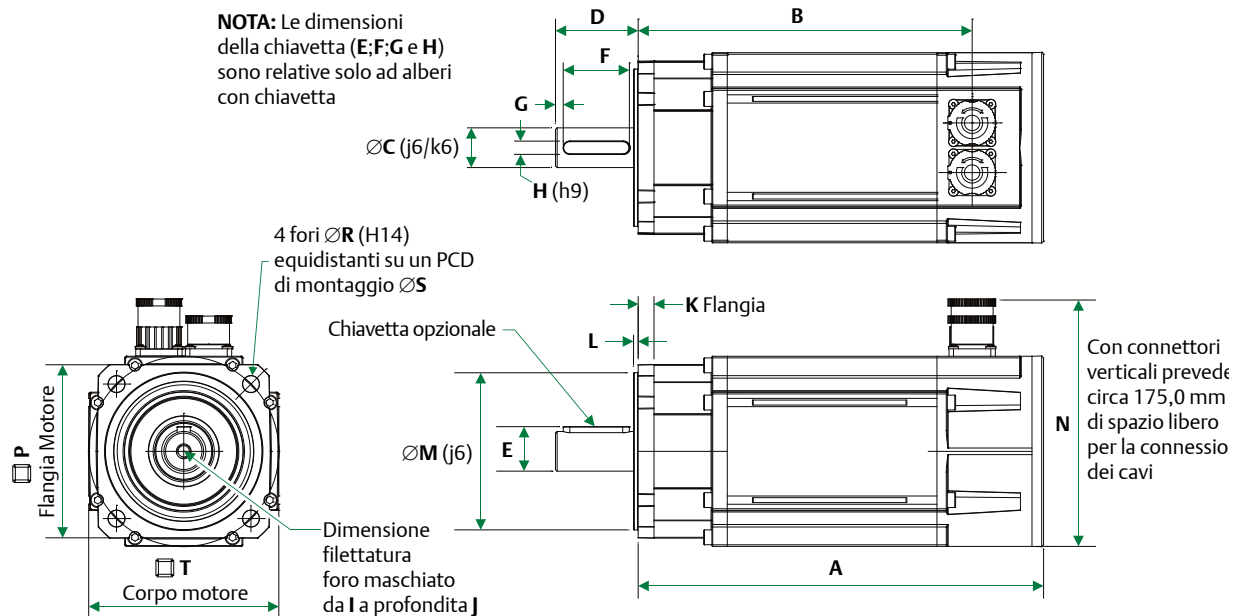 NOTA: Le dimensioni
della chiavetta (E;F;G e H)
sono relative solo ad alberi
con chiavetta
D
B
F
G
∅C (j6/k6)
H (h9)
4 fori ∅R (H14)
equidistanti su un PCD
di montaggio ∅S
K Flangia
Chiavetta opzionale
L
Con connettori
verticali prevede
circa 175,0 mm
di spazio libero
per la connessio
dei cavi
N
P
Flangia Motore
∅M (j6)
E
Dimensione
filettatura
foro maschiato
da I a profondita J
T
Corpo motore
A